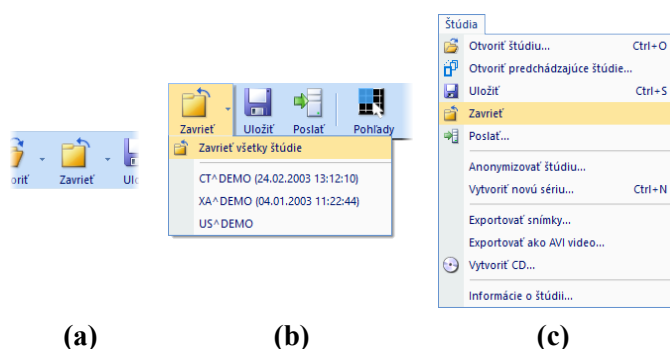 oriť Zavrieť Ulo
(a)
Zavrieť Uložiť Poslať Pohľady
Zavrieť všetky štúdie
CT^DEMO (24.02.2003 13:12:10)
XA^DEMO (04.01.2003 11:22:44)
US^DEMO
(b)
Štúdia
Otvoriť štúdiu... Ctrl+O
Otvoriť predchádzajúce štúdie...
Uložiť Ctrl+S
Zavrieť
Poslať...
Anonymizovať štúdiu...
Vytvoriť novú sériu... Ctrl+N
Exportovať snímky...
Exportovať ako AVI video...
Vytvoriť CD...
Informácie o štúdii...
(c)